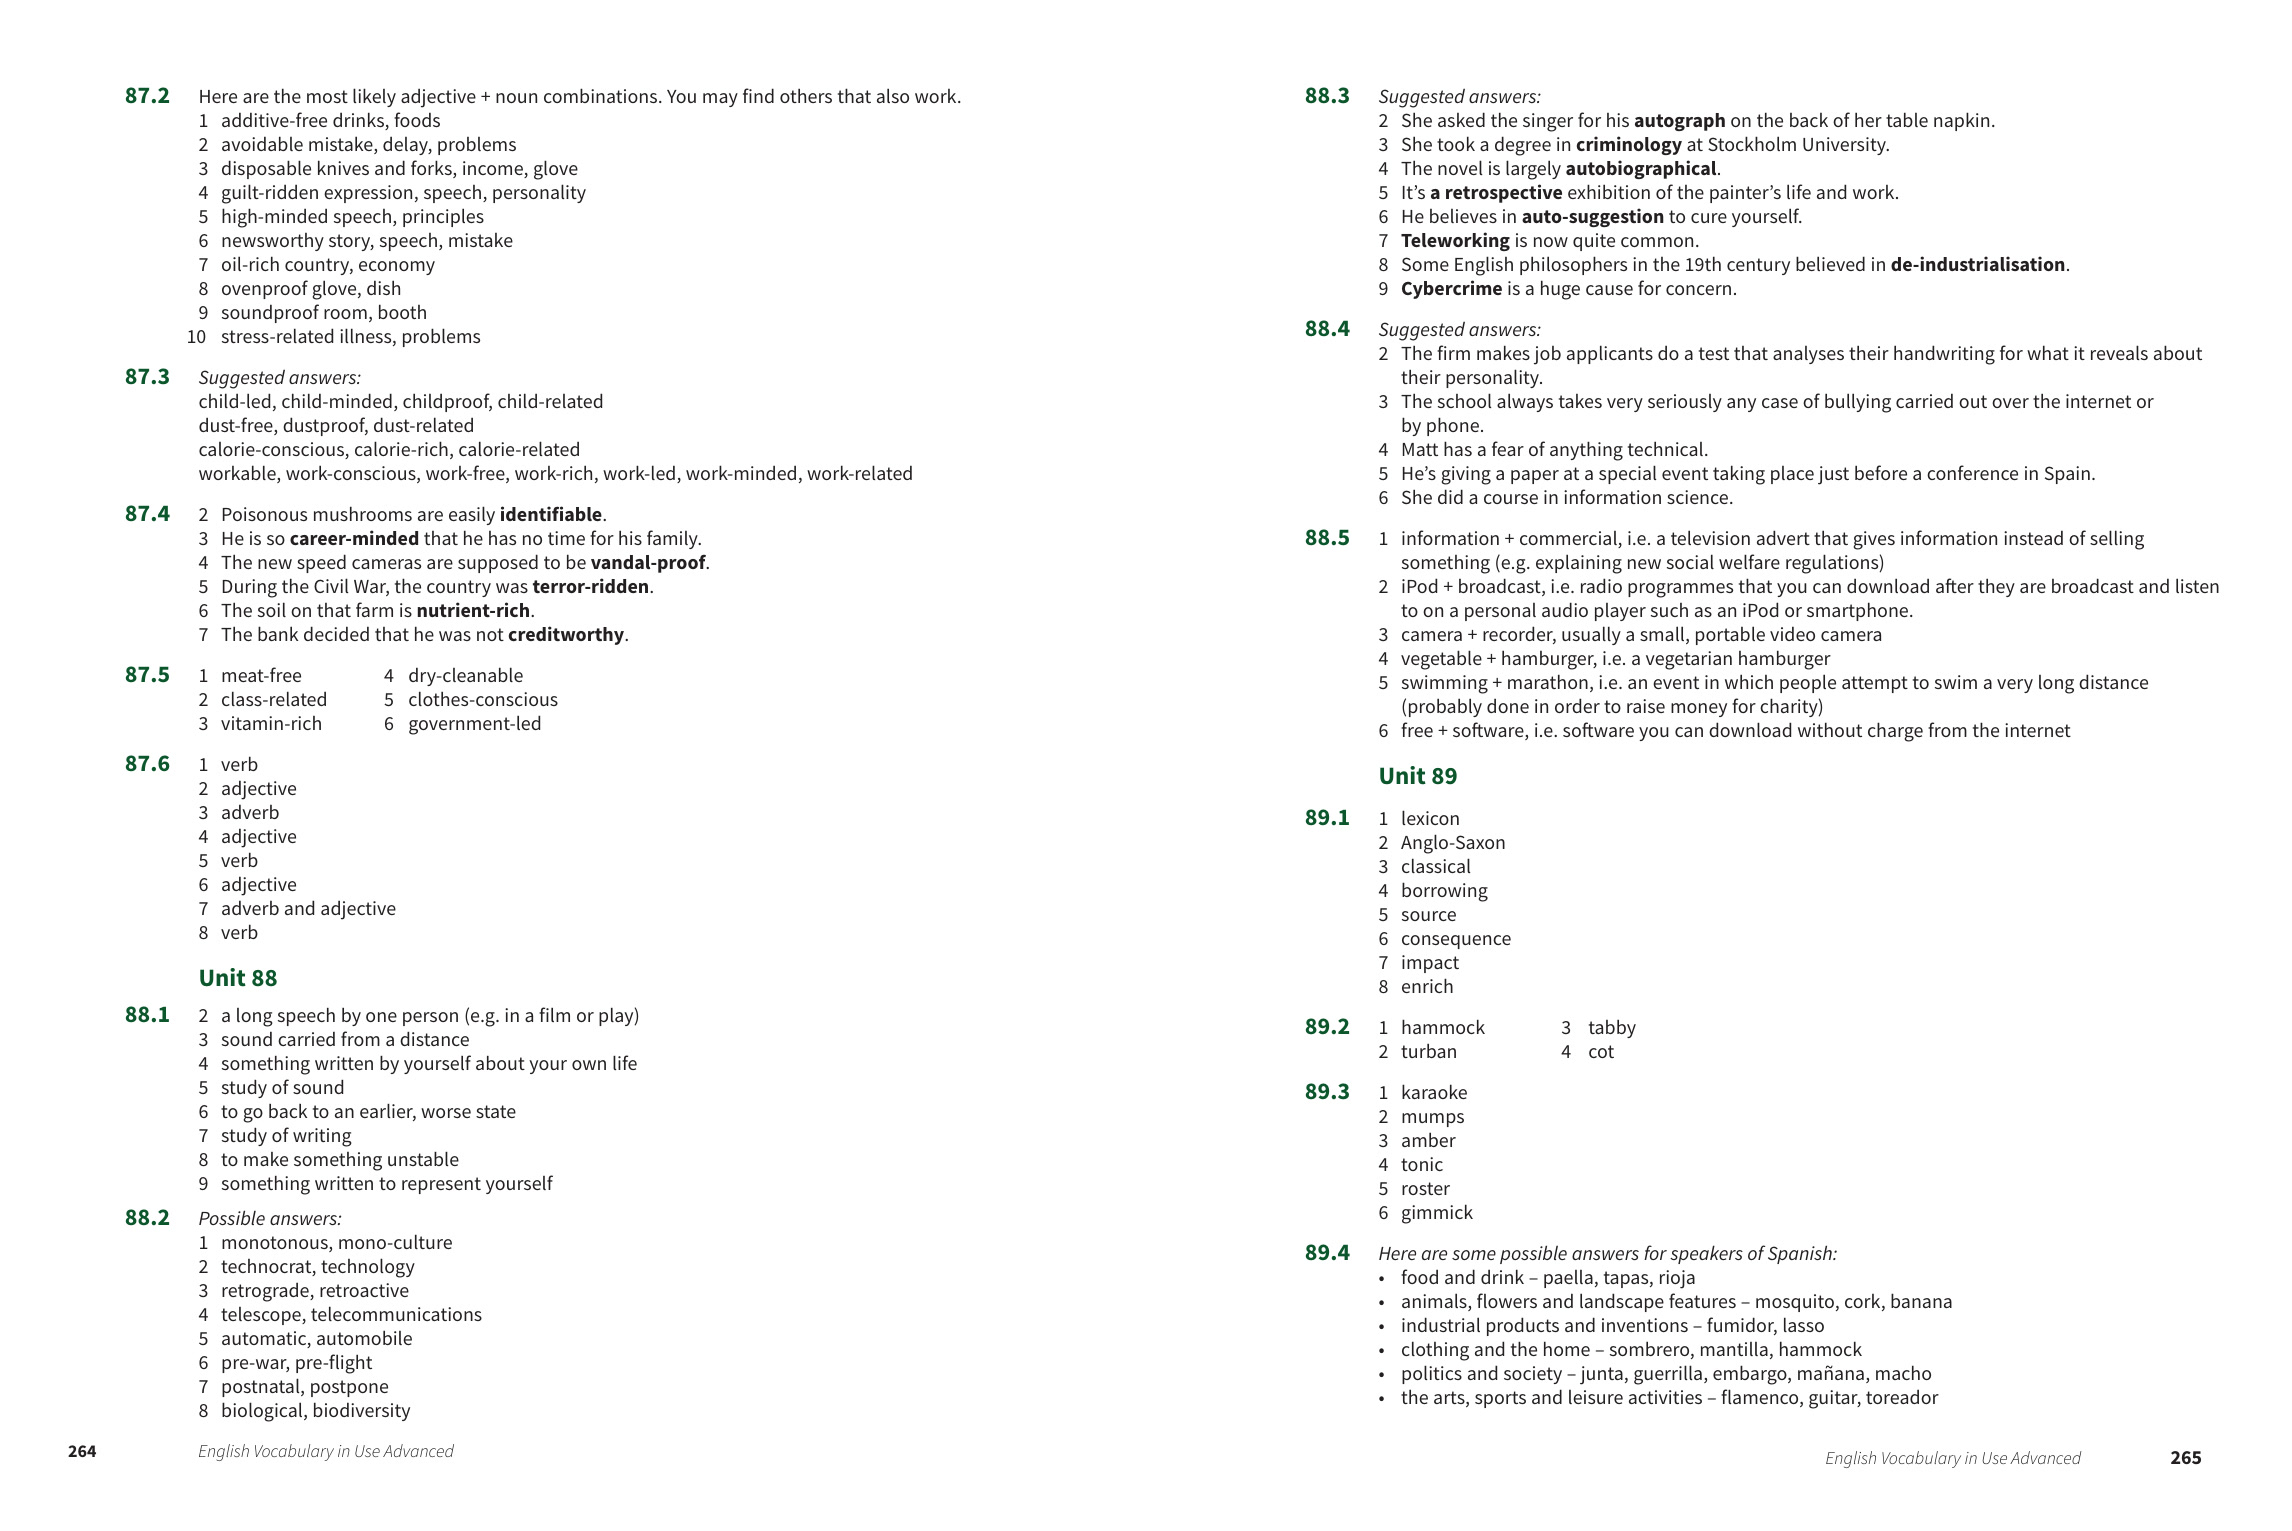 87.2 Here are the most likely adjective + noun combinations. You may find others that also work.
1 additive-free drinks, foods
2 avoidable mistake, delay, problems
3 disposable knives and forks, income, glove
4 guilt-ridden expression, speech, personality
5 high-minded speech, principles
6 newsworthy story, speech, mistake
7 oil-rich country, economy
8 ovenproof glove, dish
9 soundproof room, booth
10 stress-related illness, problems
87.3 Suggested answers:
child-led, child-minded, childproof, child-related
dust-free, dustproof, dust-related
calorie-conscious, calorie-rich, calorie-related
workable, work-conscious, work-free, work-rich, work-led, work-minded, work-related
87.4 2 Poisonous mushrooms are easily identifiable.
3 He is so career-minded that he has no time for his family.
4 The new speed cameras are supposed to be vandal-proof.
5 During the Civil War, the country was terror-ridden.
6 The soil on that farm is nutrient-rich.
7 The bank decided that he was not creditworthy.
87.5 1 meat-free 4 dry-cleanable
2 class-related 5 clothes-conscious
3 vitamin-rich 6 government-led
87.6 1 verb
2 adjective
3 adverb
4 adjective
5 verb
6 adjective
7 adverb and adjective
8 verb
Unit 88
88.1 2 a long speech by one person (e.g. in a film or play)
3 sound carried from a distance
4 something written by yourself about your own life
5 study of sound
6 to go back to an earlier, worse state
7 study of writing
8 to make something unstable
9 something written to represent yourself
88.2 Possible answers:
1 monotonous, mono-culture
2 technocrat, technology
3 retrograde, retroactive
4 telescope, telecommunications
5 automatic, automobile
6 pre-war, pre-flight
7 postnatal, postpone
8 biological, biodiversity
264 English Vocabulary in Use Advanced
88.3 Suggested answers:
2 She asked the singer for his autograph on the back of her table napkin.
3 She took a degree in criminology at Stockholm University.
4 The novel is largely autobiographical.
5 It's a retrospective exhibition of the painter's life and work.
6 He believes in auto-suggestion to cure yourself.
7 Teleworking is now quite common.
8 Some English philosophers in the 19th century believed in de-industrialisation.
9 Cybercrime is a huge cause for concern.
88.4 Suggested answers:
2 The firm makes job applicants do a test that analyses their handwriting for what it reveals about
their personality.
3 The school always takes very seriously any case of bullying carried out over the internet or
by phone.
4 Matt has a fear of anything technical.
5 He's giving a paper at a special event taking place just before a conference in Spain.
6 She did a course in information science.
88.5 1 information + commercial, i.e. a television advert that gives information instead of selling
something (e.g. explaining new social welfare regulations)
2 iPod + broadcast, i.e. radio programmes that you can download after they are broadcast and listen
to on a personal audio player such as an iPod or smartphone.
3 camera + recorder, usually a small, portable video camera
4 vegetable + hamburger, i.e. a vegetarian hamburger
5 swimming + marathon, i.e. an event in which people attempt to swim a very long distance
(probably done in order to raise money for charity)
6 free + software, i.e. software you can download without charge from the internet
Unit 89
89.1 1 lexicon
2 Anglo-Saxon
3 classical
4 borrowing
5 source
6 consequence
7 impact
8 enrich
89.2 1 hammock 3 tabby
2 turban 4 cot
89.3 1 karaoke
2 mumps
3 amber
4 tonic
5 roster
6 gimmick
89.4 Here are some possible answers for speakers of Spanish:
• food and drink – paella, tapas, rioja
• animals, flowers and landscape features – mosquito, cork, banana
• industrial products and inventions – fumidor, lasso
• clothing and the home – sombrero, mantilla, hammock
• politics and society – junta, guerrilla, embargo, mañana, macho
• the arts, sports and leisure activities – flamenco, guitar, toreador
English Vocabulary in Use Advanced 265